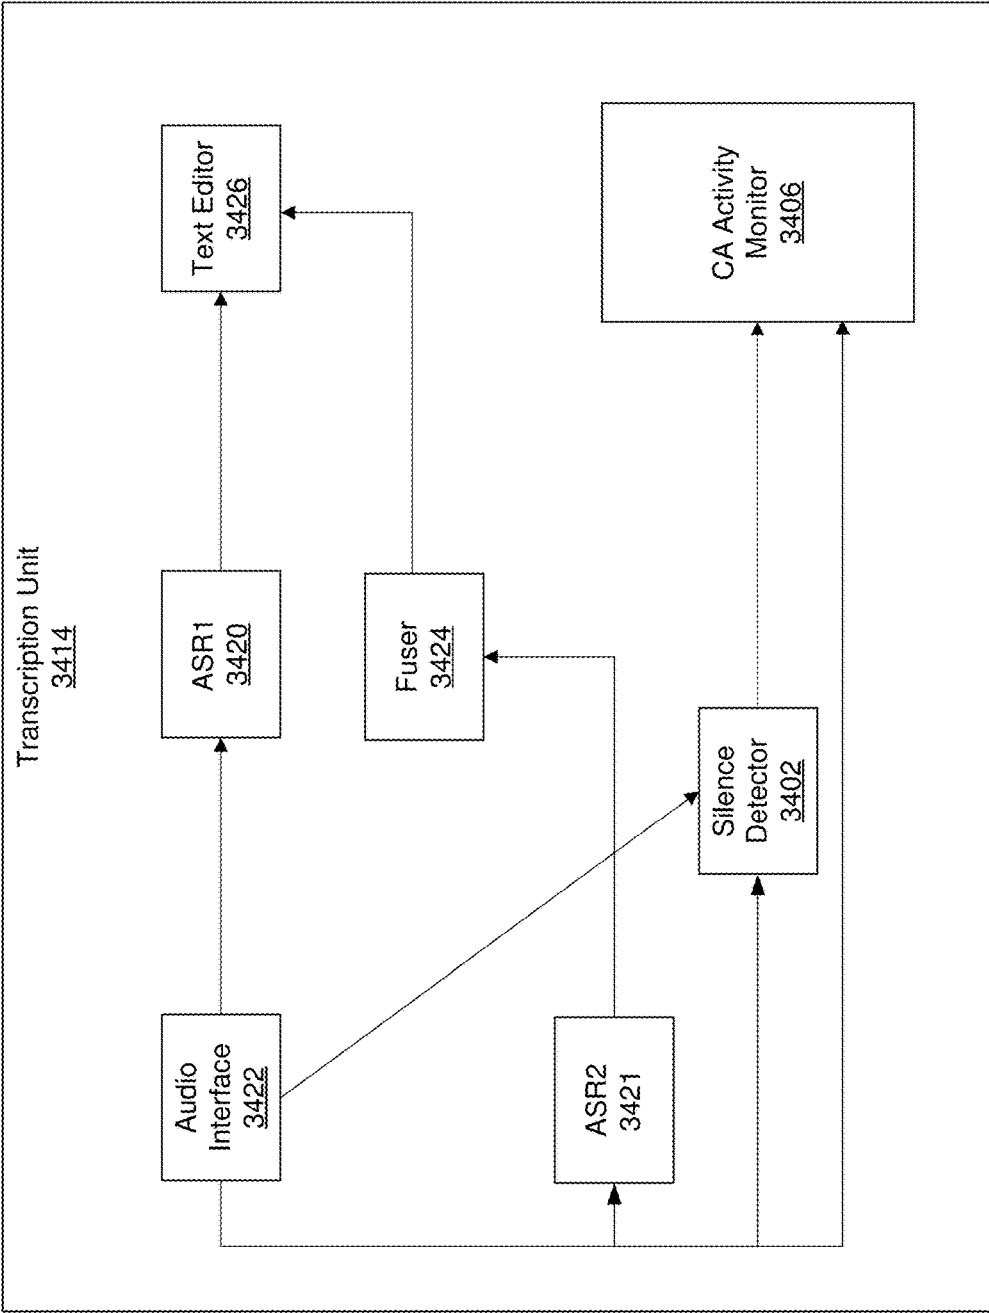 Transcription Unit
3414
Audio
Interface
3422
ASR1
3420
Text Editor
3426
Fuser
3424
ASR2
3421
Silence
Detector
3402
CA Activity
Monitor
3406